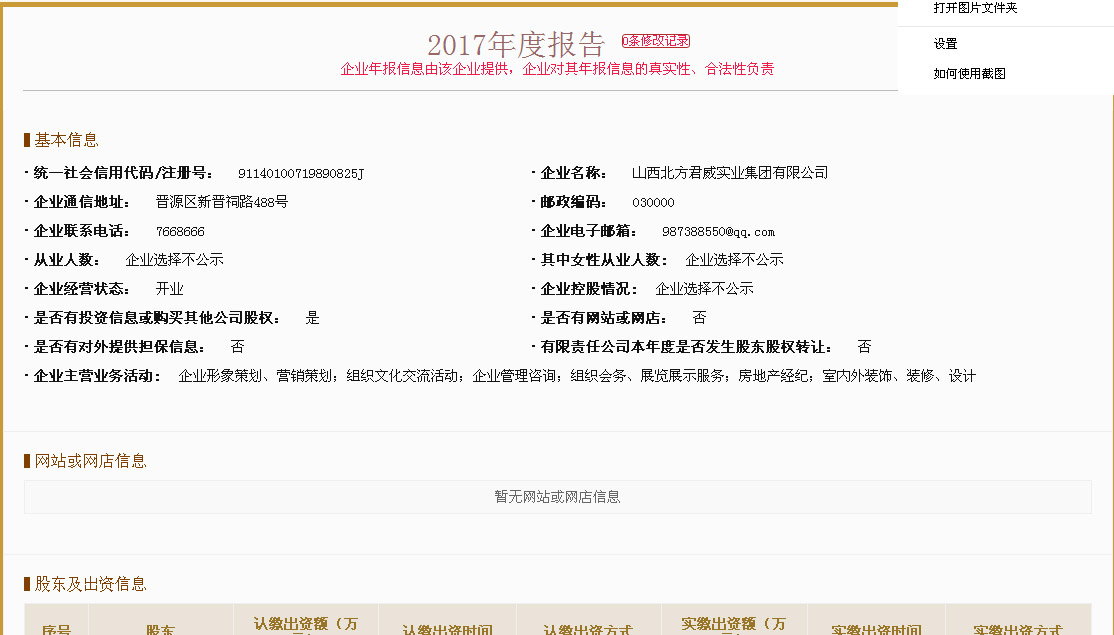 打开图片文件夹
设置
如何使用截图
2017年度报告 0条修改记录
企业年报信息由该企业提供，企业对其年报信息的真实性、合法性负责
基本信息
· 统一社会信用代码/注册号： 91140100719890825J · 企业名称： 山西北方君威实业集团有限公司
· 企业通信地址： 晋源区新晋祠路488号 · 邮政编码： 030000
· 企业联系电话： 7668666 · 企业电子邮箱： 987388550@qq.com
· 从业人数： 企业选择不公示 · 其中女性从业人数： 企业选择不公示
· 企业经营状态： 开业 · 企业控股情况： 企业选择不公示
· 是否有投资信息或购买其他公司股权： 是 · 是否有网站或网店： 否
· 是否有对外提供担保信息： 否 · 有限责任公司本年度是否发生股东股权转让： 否
· 企业主营业务活动： 企业形象策划、营销策划；组织文化交流活动；企业管理咨询；组织会务、展览展示服务；房地产经纪；室内外装饰、装修、设计
网站或网店信息
暂无网站或网店信息
股东及出资信息
序号 股东 认缴出资额（万 认缴出资时间 认缴出资方式 实缴出资额（万 实缴出资时间 实缴出资方式